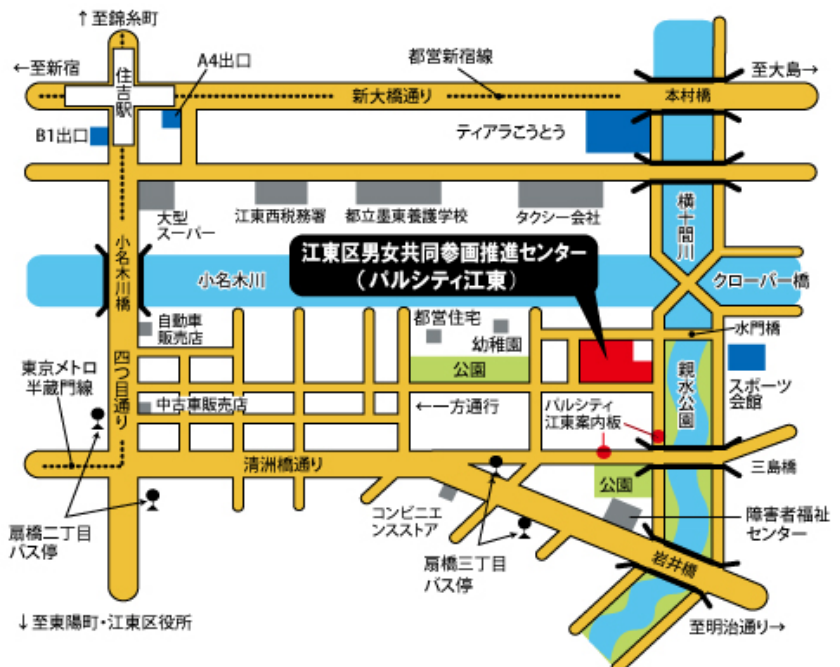 ↑至錦糸町
←至新宿
A4出口
都営新宿線
至大島→
住吉駅
新大橋通り
本村橋
B1出口
ティアラこうとう
大型
スーパー
江東西税務署
都立墨東養護学校
タクシー会社
横十間川
小名木川橋
小名木川
江東区男女共同参画推進センター
(パルシティ江東)
クローバー橋
自動車
販売店
都営住宅
幼稚園
水門橋
公園
四つ目通り
東京メトロ
半蔵門線
親水公園
スポーツ
会館
中古車販売店
←一方通行
パルシティ
江東案内板
清洲橋通り
三島橋
公園
コンビニエ
ンスストア
障害者福祉
センター
扇橋二丁目
バス停
扇橋三丁目
バス停
岩井橋
↓至東陽町・江東区役所
至明治通り→